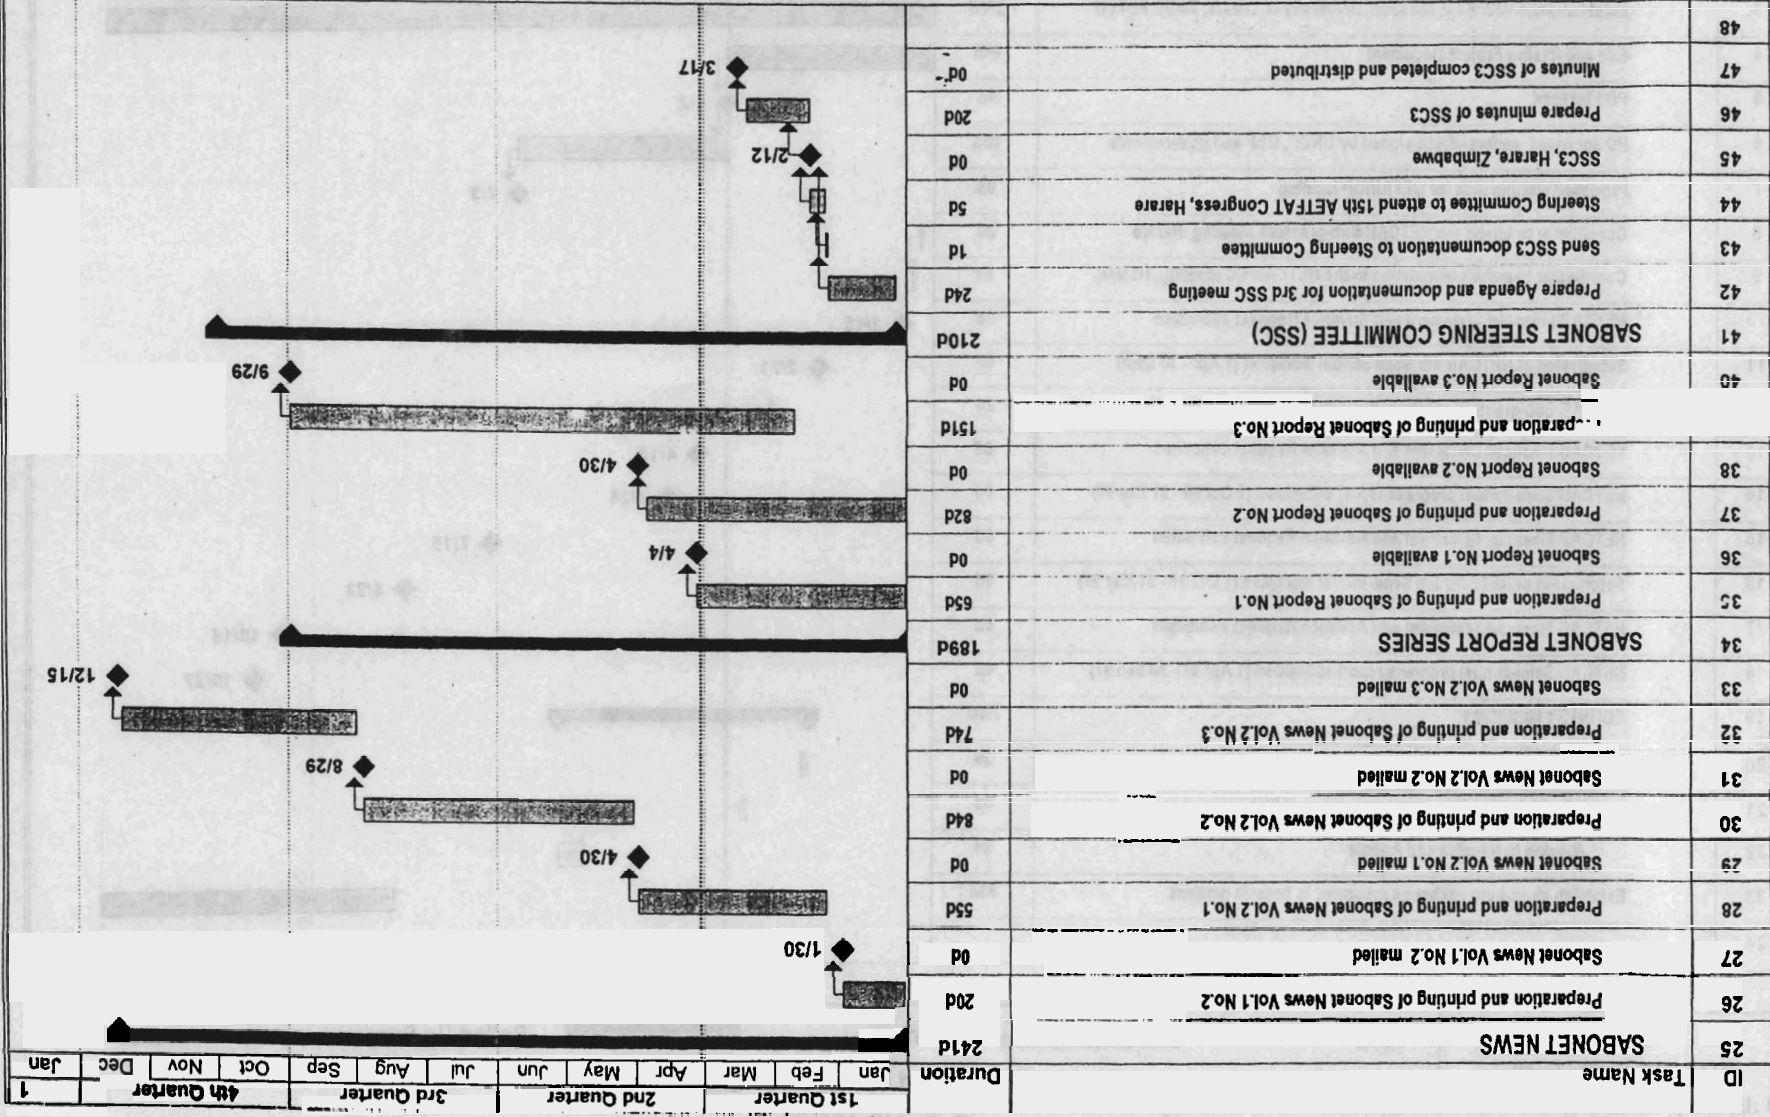 1st Quarter 2nd Quarter 3rd Quarter 4th Quarter 1
ID Task Name Duration Jan Feb Mar Apr May Jun Jul Aug Sep Oct Nov Dec Jan
25 SABONET NEWS 241d
26 Preparation and printing of Sabonet News Vol.1 No.2 20d
27 Sabonet News Vol.1 No.2 mailed 0d 1/30
28 Preparation and printing of Sabonet News Vol.2 No.1 55d
29 Sabonet News Vol.2 No.1 mailed 0d 4/30
30 Preparation and printing of Sabonet News Vol.2 No.2 84d
31 Sabonet News Vol.2 No.2 mailed 0d 8/29
32 Preparation and printing of Sabonet News Vol.2 No.3 74d
33 Sabonet News Vol.2 No.3 mailed 0d 12/15
34 SABONET REPORT SERIES 189d
35 Preparation and printing of Sabonet Report No.1 65d
36 Sabonet Report No.1 available 0d 4/4
37 Preparation and printing of Sabonet Report No.2 82d
38 Sabonet Report No.2 available 0d 4/30
paration and printing of Sabonet Report No.3 151d
40 Sabonet Report No.3 available 0d 9/29
41 SABONET STEERING COMMITTEE (SSC) 210d
42 Prepare Agenda and documentation for 3rd SSC meeting 24d
43 Send SSC3 documentation to Steering Committee 1d
44 Steering Committee to attend 15th AETFAT Congress, Harare 5d
45 SSC3, Harare, Zimbabwe 0d 2/12
46 Prepare minutes of SSC3 20d
47 Minutes of SSC3 completed and distributed 0d 3/17
48